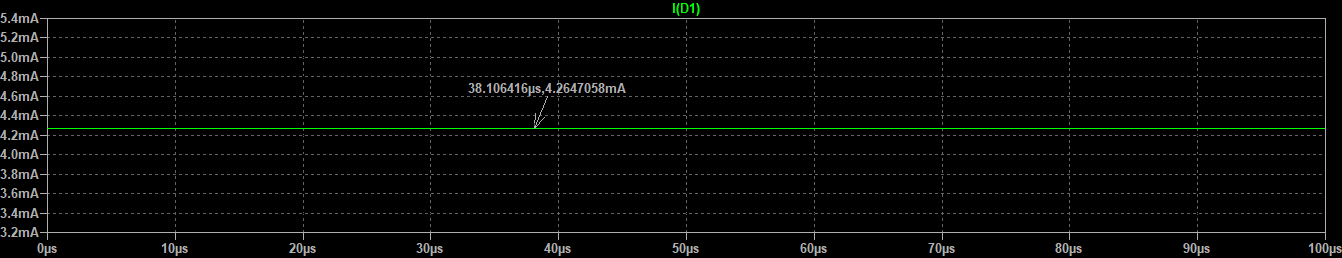 I(D1)
5.4mA
5.2mA
5.0mA
4.8mA
4.6mA
4.4mA
4.2mA
4.0mA
3.8mA
3.6mA
3.4mA
3.2mA
38.106416µs,4.2647058mA
0µs 10µs 20µs 30µs 40µs 50µs 60µs 70µs 80µs 90µs 100µs